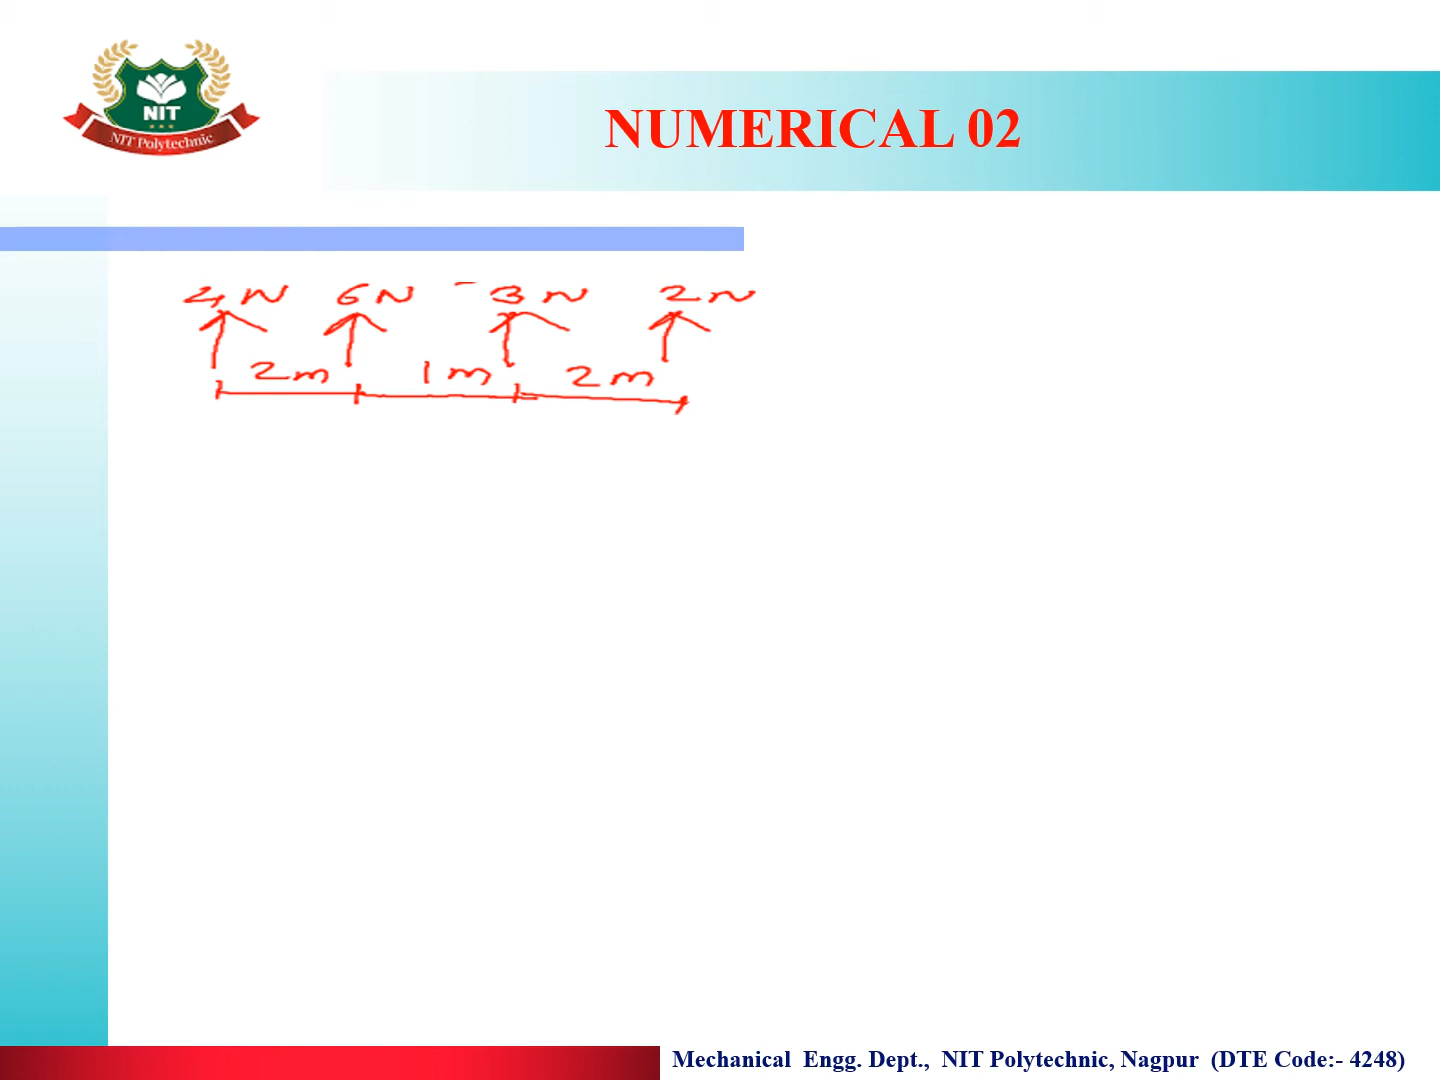 NIT
NIT Polytechnic
NUMERICAL 02
4N 6N 3N 2N
2m 1m 2m
Mechanical Engg. Dept., NIT Polytechnic, Nagpur (DTE Code:- 4248)